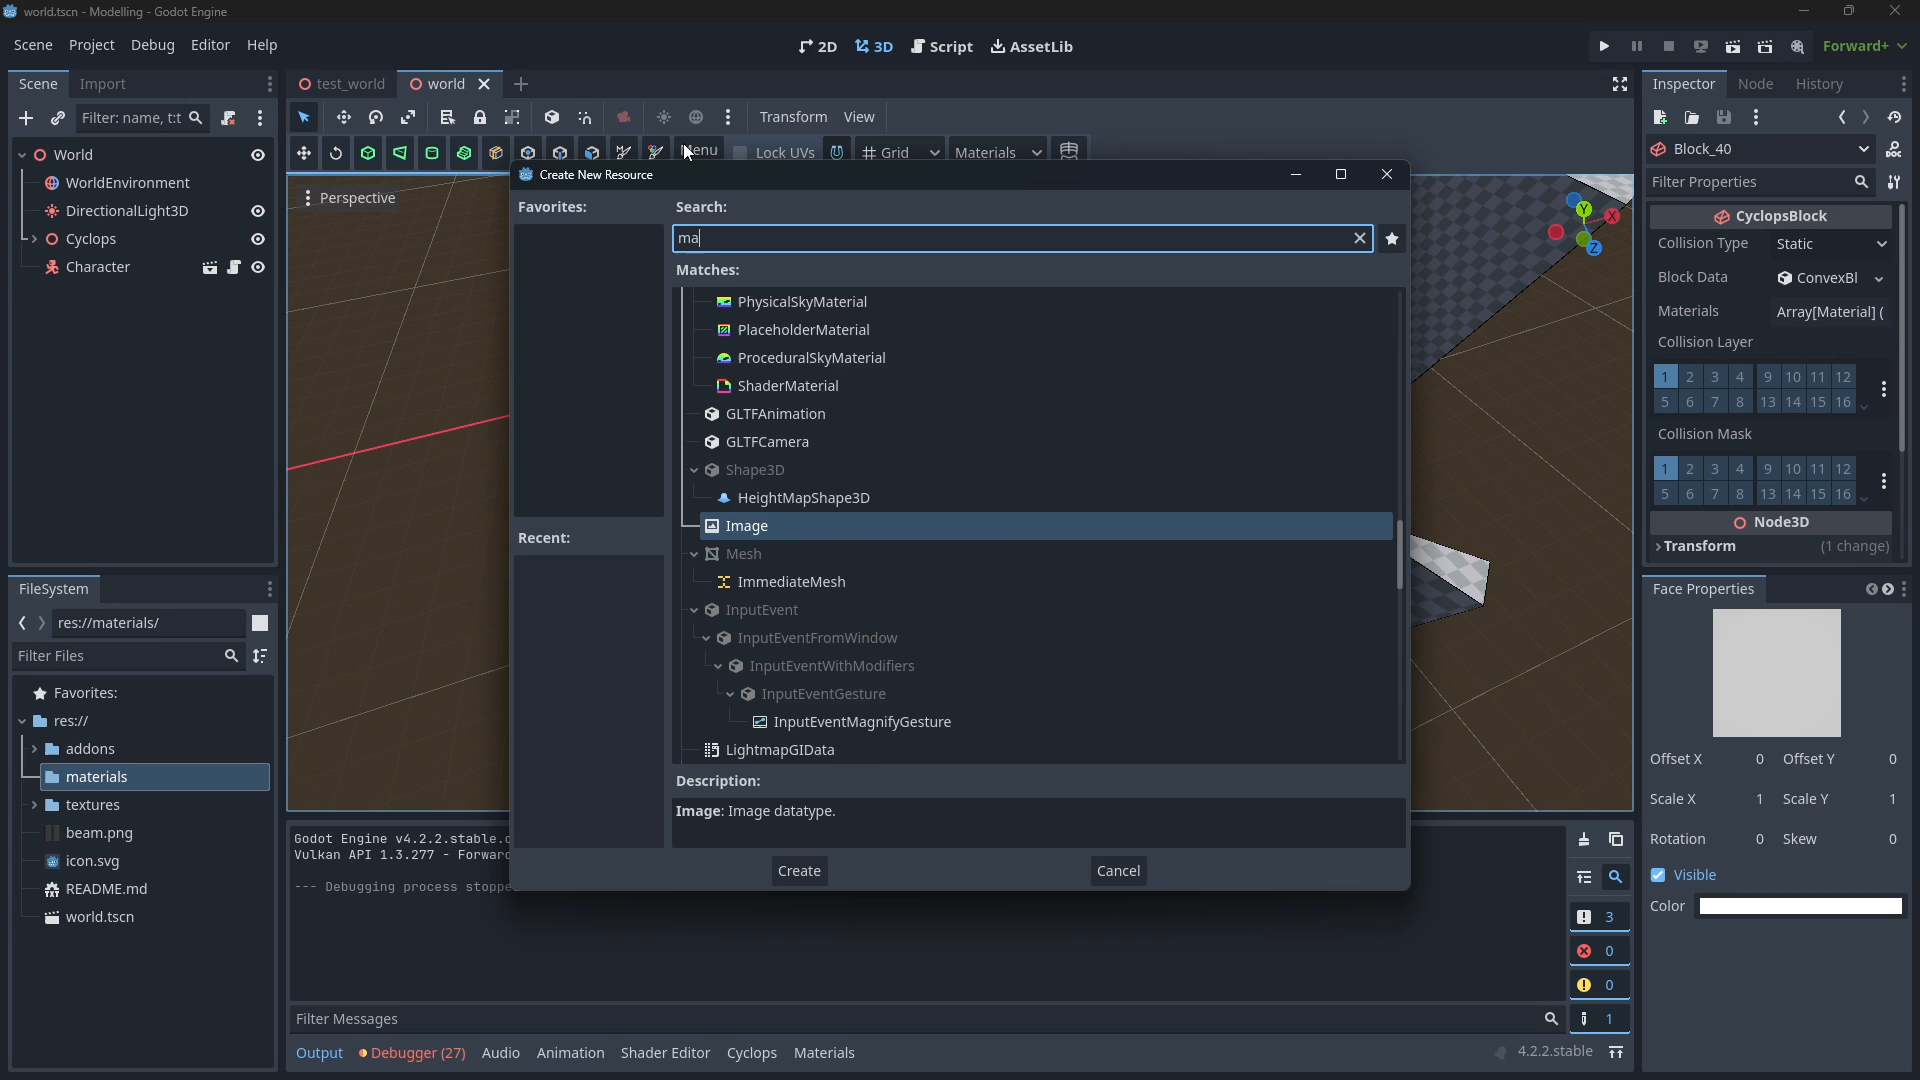 world.tscn - Modelling - Godot Engine
Scene Project Debug Editor Help
2D 3D Script AssetLib
Forward+
Scene Import
test_world world
Inspector Node History
Filter: name, t:t
Transform View
Lock UVs Grid Materials
Block_40
Filter Properties
World
WorldEnvironment
DirectionalLight3D
Cyclops
Character
Perspective
Y X Z
Create New Resource
Favorites:
Search:
ma
Matches:
PhysicalSkyMaterial
PlaceholderMaterial
ProceduralSkyMaterial
ShaderMaterial
GLTFAnimation
GLTFCamera
Shape3D
HeightMapShape3D
Image
Mesh
ImmediateMesh
InputEvent
InputEventFromWindow
InputEventWithModifiers
InputEventGesture
InputEventMagnifyGesture
LightmapGIData
Recent:
Description:
Image: Image datatype.
Create Cancel
CyclopsBlock
Collision Type Static
Block Data ConvexBl
Materials Array[Material] (
Collision Layer
1 2 3 4 9 10 11 12
5 6 7 8 13 14 15 16
Collision Mask
1 2 3 4 9 10 11 12
5 6 7 8 13 14 15 16
Node3D
Transform (1 change)
FileSystem
res://materials/
Filter Files
Favorites:
res://
addons
materials
textures
beam.png
icon.svg
README.md
world.tscn
Face Properties
Offset X 0 Offset Y 0
Scale X 1 Scale Y 1
Rotation 0 Skew 0
Visible
Color
Godot Engine v4.2.2.stable.
Vulkan API 1.3.277 - Forwar
--- Debugging process stoppe
3
0
0
1
Filter Messages
Output Debugger (27) Audio Animation Shader Editor Cyclops Materials
4.2.2.stable